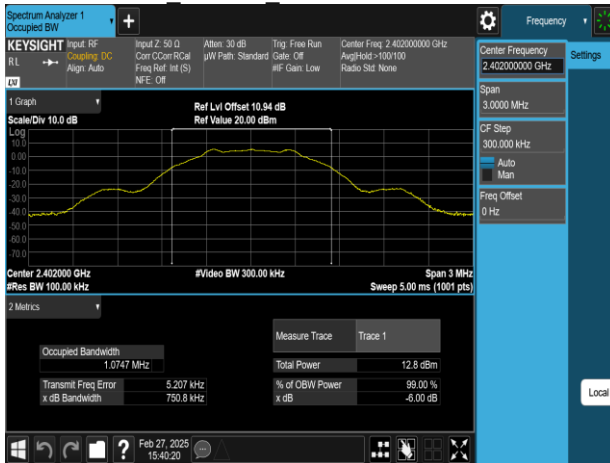 Spectrum Analyzer 1
Occupied BW
Frequency
KEYSIGHT
RL
LXI
Input: RF
Coupling: DC
Align: Auto
Input Z: 50 Ω
Corr CCorr RCal
Freq Ref: Int (S)
NFE: Off
Atten: 30 dB
µW Path: Standard
Trig: Free Run
Gate: Off
#IF Gain: Low
Center Freq: 2.402000000 GHz
Avg|Hold:>100/100
Radio Std: None
Center Frequency
2.402000000 GHz
Settings
Span
3.0000 MHz
CF Step
300.000 kHz
Auto
Man
Freq Offset
0 Hz
Local
1 Graph
Scale/Div 10.0 dB
Ref Lvl Offset 10.94 dB
Ref Value 20.00 dBm
Log
10.0
0.00
-10.0
-20.0
-30.0
-40.0
-50.0
-60.0
-70.0
Center 2.402000 GHz
#Video BW 300.00 kHz
Span 3 MHz
#Res BW 100.00 kHz
Sweep 5.00 ms (1001 pts)
2 Metrics
Measure Trace
Trace 1
Occupied Bandwidth
1.0747 MHz
Total Power
12.8 dBm
Transmit Freq Error
5.207 kHz
% of OBW Power
99.00 %
x dB Bandwidth
750.8 kHz
x dB
-6.00 dB
?
Feb 27, 2025
15:40:20